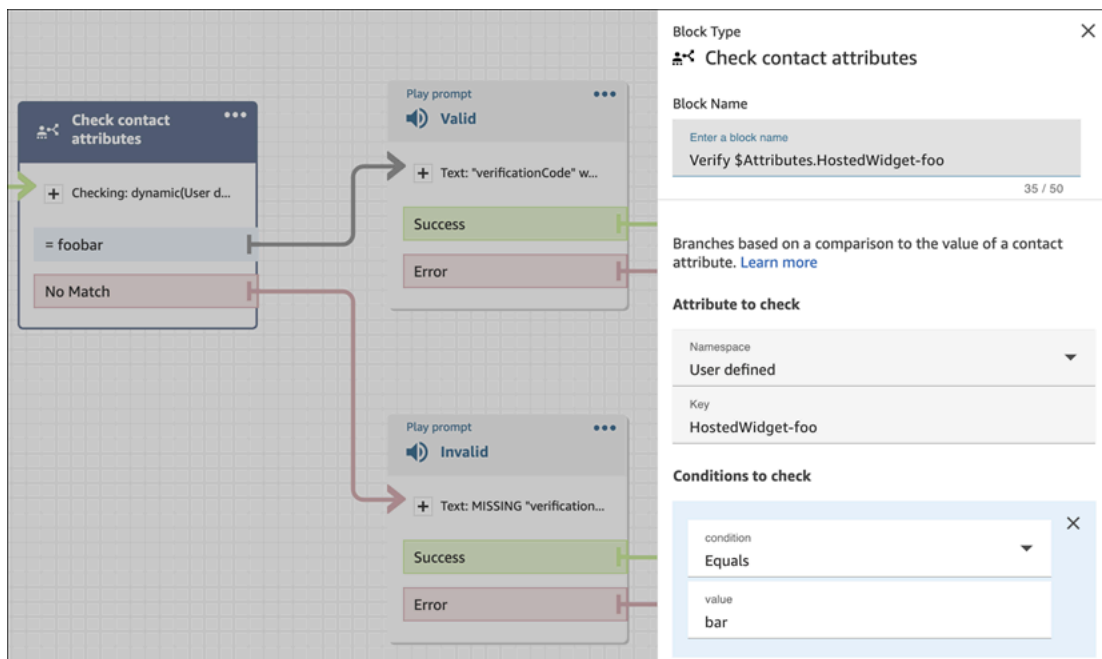 Check contact
attributes
Checking: dynamic(User d...
= foobar
No Match
Play prompt
Valid
Text: "verificationCode" w...
Success
Error
Play prompt
Invalid
Text: MISSING "verification...
Success
Error
Block Type
Check contact attributes
Block Name
Enter a block name
Verify $Attributes.HostedWidget-foo
35 / 50
Branches based on a comparison to the value of a contact
attribute. Learn more
Attribute to check
Namespace
User defined
Key
HostedWidget-foo
Conditions to check
condition
Equals
value
bar